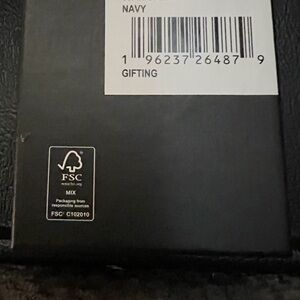 NAVY
1 96237 26487 9
GIFTING
FSC
www.fsc.org
MIX
Packaging from
responsible sources
FSC® C102010